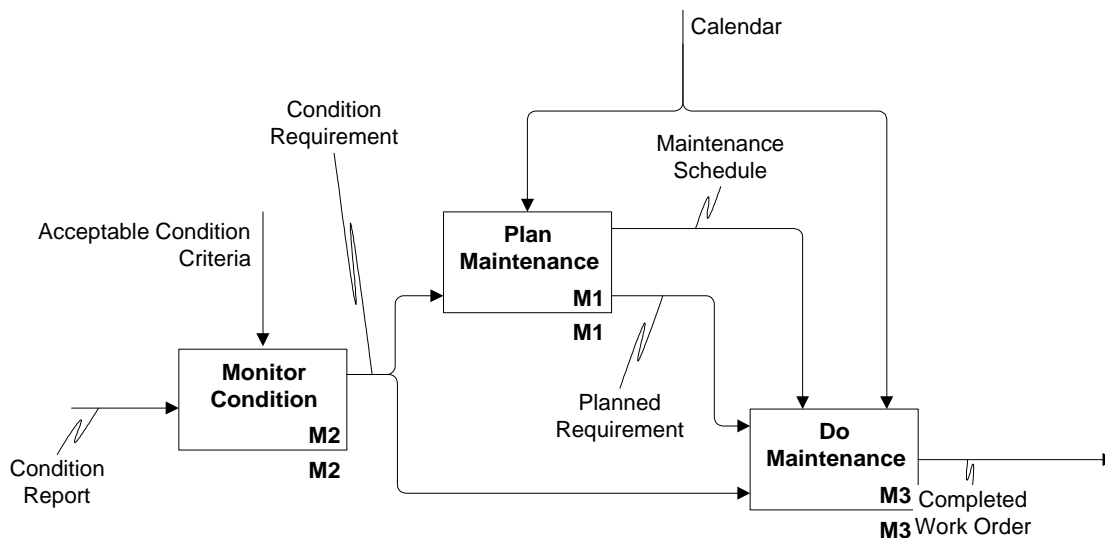 Calendar
Condition
Requirement
Maintenance
Schedule
Acceptable Condition
Criteria
Plan
Maintenance
M1
M1
Monitor
Condition
M2
M2
Condition
Report
Planned
Requirement
Do
Maintenance
M3
M3
Completed
Work Order